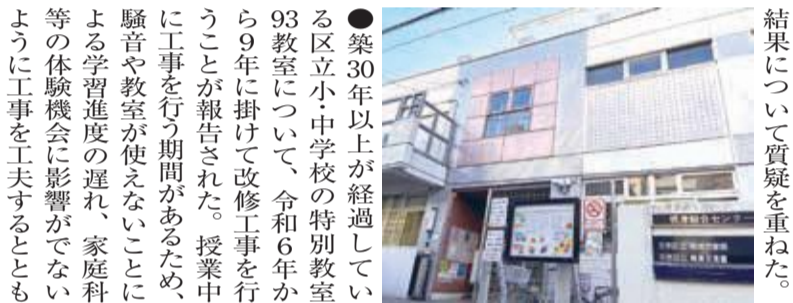 結果について質疑を重ねた。
●築30年以上が経過してい
る区立小・中学校の特別教室
93教室について、令和６年か
ら９年に掛けて改修工事を行
うことが報告された。授業中
に工事を行う期間があるため、
騒音や教室が使えないことに
よる学習進度の遅れ、家庭科
等の体験機会に影響がでない
ように工事を工夫するととも